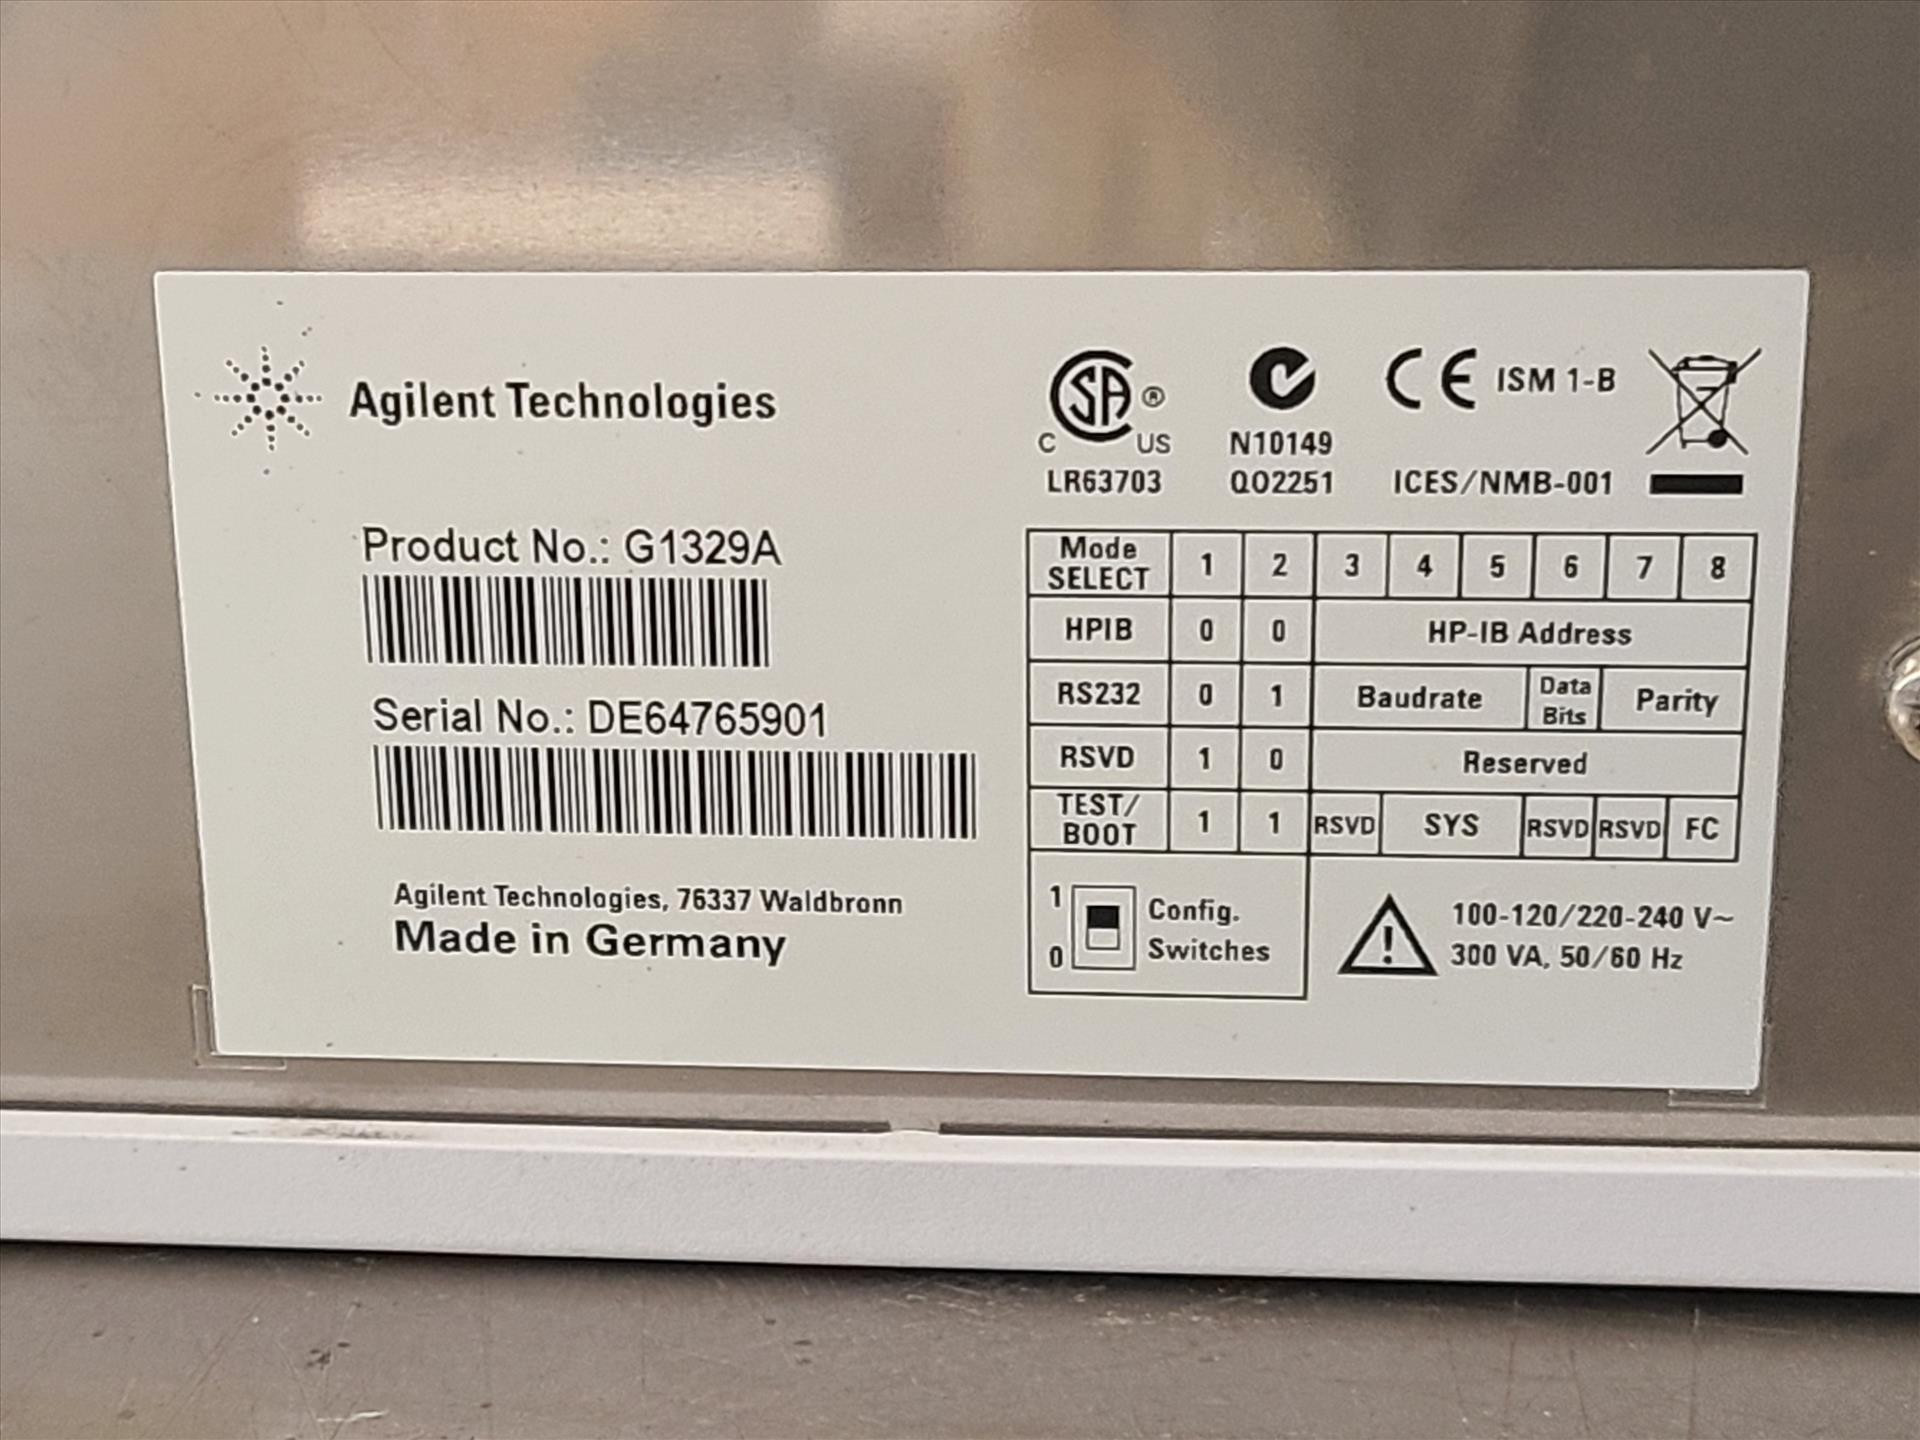 Agilent Technologies
SA ® C US
N10149
CE ISM 1-B
LR63703
QO2251
ICES/NMB-001
Product No.: G1329A
Serial No.: DE64765901
Agilent Technologies, 76337 Waldbronn
Made in Germany
Mode SELECT 1 2 3 4 5 6 7 8
HPIB 0 0 HP-IB Address
RS232 0 1 Baudrate Data Bits Parity
RSVD 1 0 Reserved
TEST/ BOOT 1 1 RSVD SYS RSVD RSVD FC
1 Config.
0 Switches
100-120/220-240 V~
300 VA, 50/60 Hz